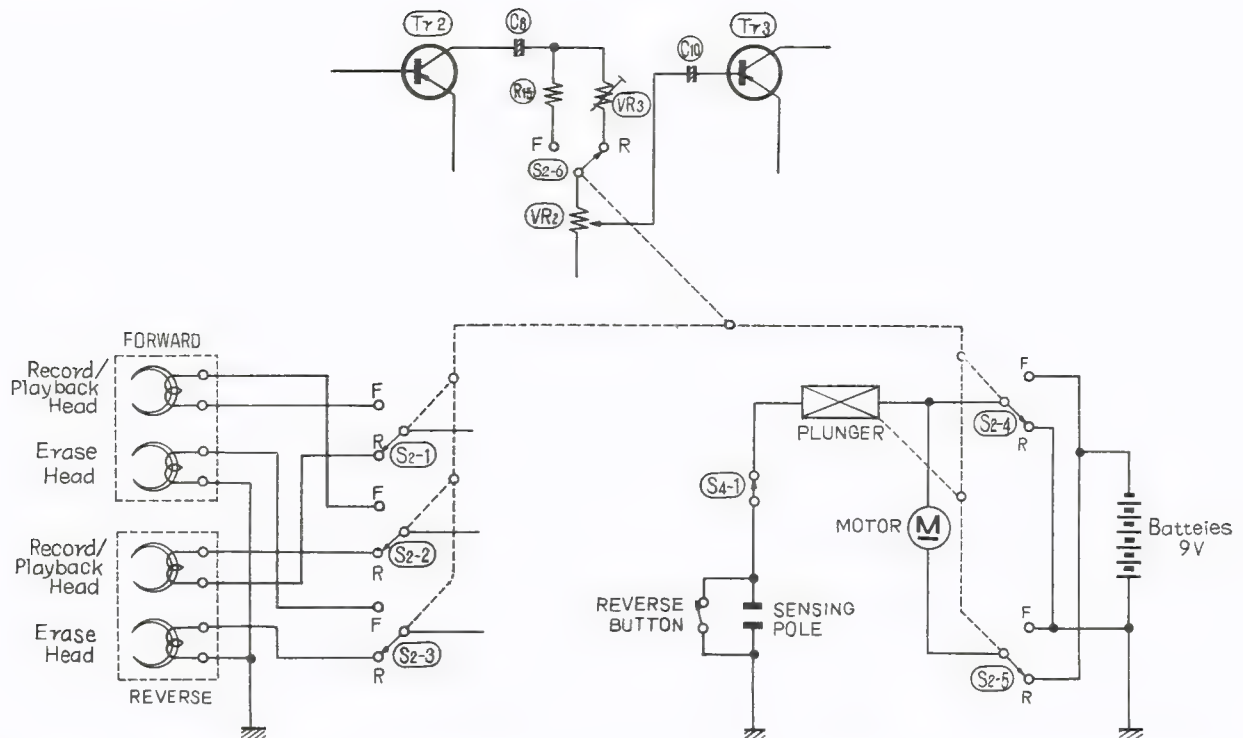 Tr2
C8
C10
Tr3
R15
VR3
F
R
S2-6
VR2
FORWARD
Record/
Playback
Head
Erase
Head
Record/
Playback
Head
Erase
Head
REVERSE
F
R
S2-1
F
S2-2
R
F
S2-3
R
PLUNGER
S4-1
MOTOR
M
REVERSE
BUTTON
SENSING
POLE
F
S2-4
R
Batteies
9V
F
S2-5
R